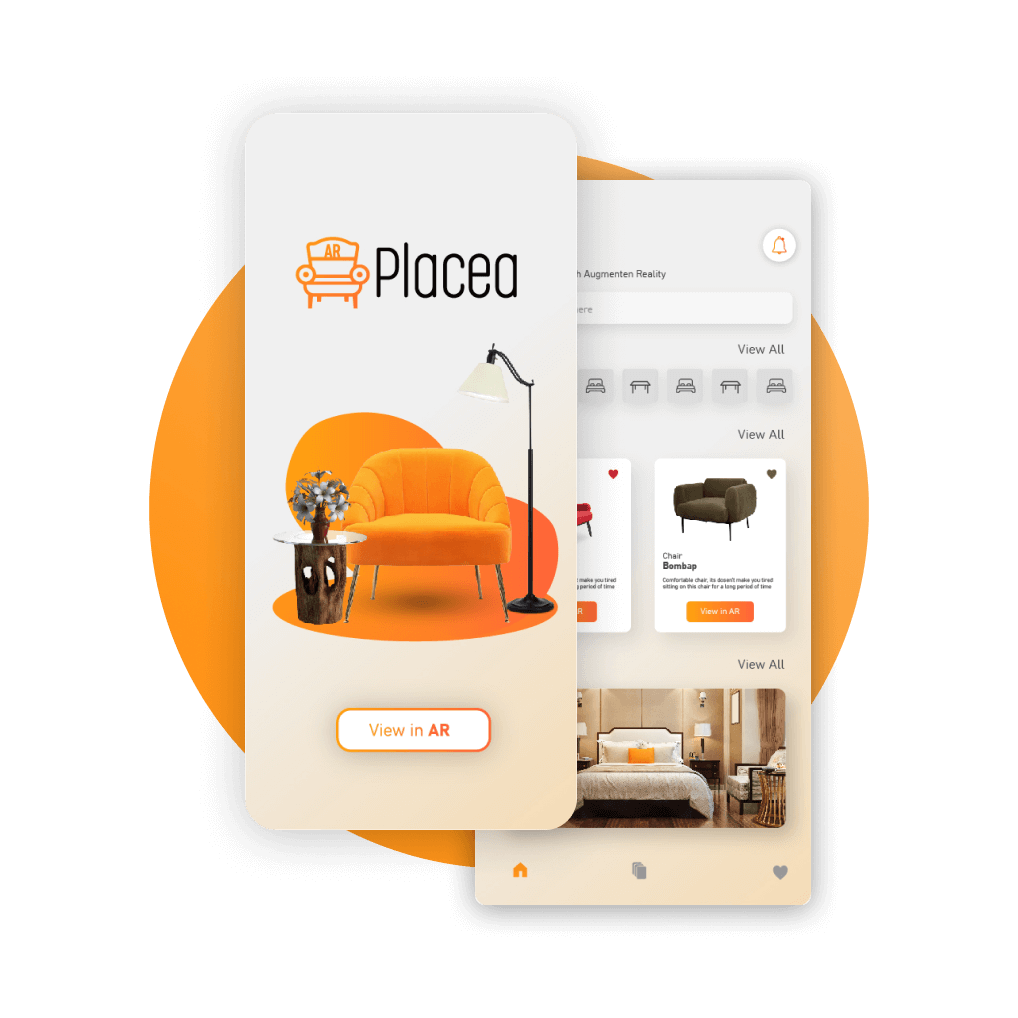 AR
Placea
View in AR
h Augmenten Reality
ere
View All
View All
Chair
Bombap
Comfortable chair, its doesn't make you tired
sitting on this chair for a long period of time
't make you tired
g period of time
R
View in AR
View All